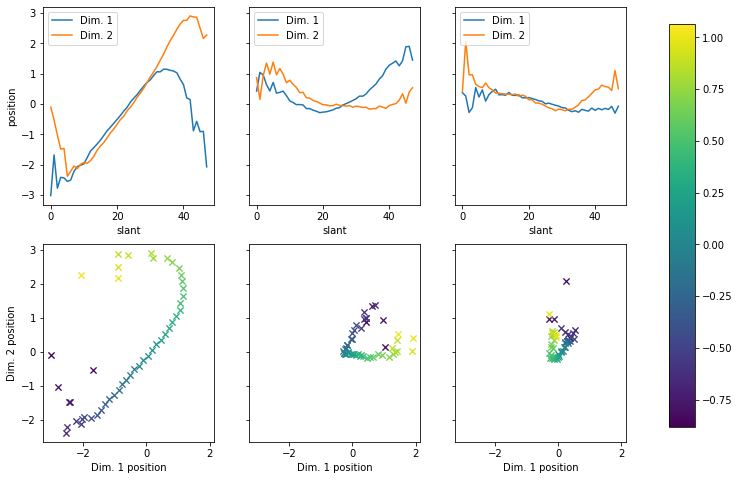 3
2
1
0
−1
−2
−3
position
Dim. 1
Dim. 2
0
20
40
slant
Dim. 1
Dim. 2
0
20
40
slant
Dim. 1
Dim. 2
0
20
40
slant
3
2
1
0
−1
−2
Dim. 2 position
−2
0
2
Dim. 1 position
−2
0
2
Dim. 1 position
−2
0
2
Dim. 1 position
1.00
0.75
0.50
0.25
0.00
−0.25
−0.50
−0.75